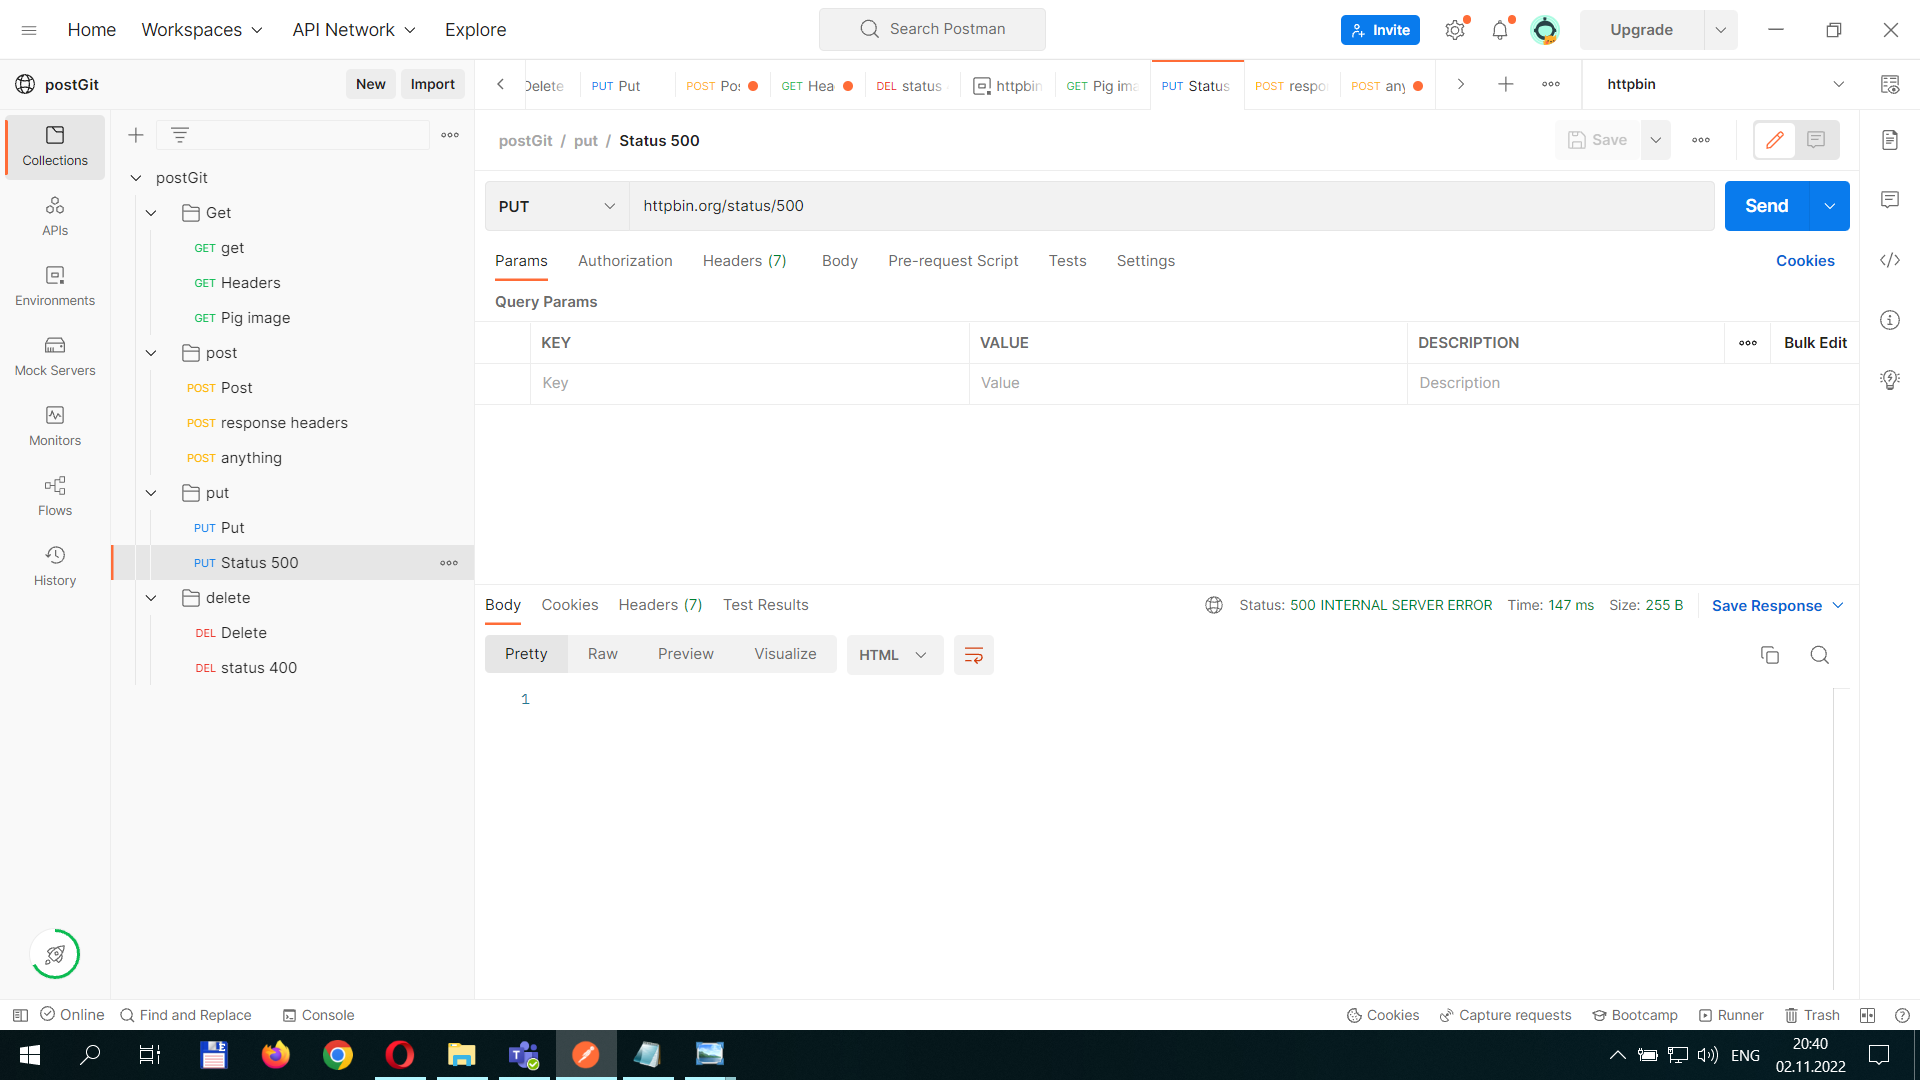 Home Workspaces API Network Explore Search Postman Invite Upgrade
postGit New Import
Delete PUT Put POST Pos GET Hea DEL status httpbin GET Pig ima PUT Status POST respo POST any httpbin
Collections
APIs
Environments
Mock Servers
Monitors
Flows
History
postGit
Get
GET get
GET Headers
GET Pig image
post
POST Post
POST response headers
POST anything
put
PUT Put
PUT Status 500
delete
DEL Delete
DEL status 400
postGit / put / Status 500 Save
PUT httpbin.org/status/500 Send
Params Authorization Headers (7) Body Pre-request Script Tests Settings Cookies
Query Params
KEY VALUE DESCRIPTION Bulk Edit
Key Value Description
Body Cookies Headers (7) Test Results Status: 500 INTERNAL SERVER ERROR Time: 147 ms Size: 255 B Save Response
Pretty Raw Preview Visualize HTML
1
Online Find and Replace Console Cookies Capture requests Bootcamp Runner Trash
ENG 20:40
02.11.2022